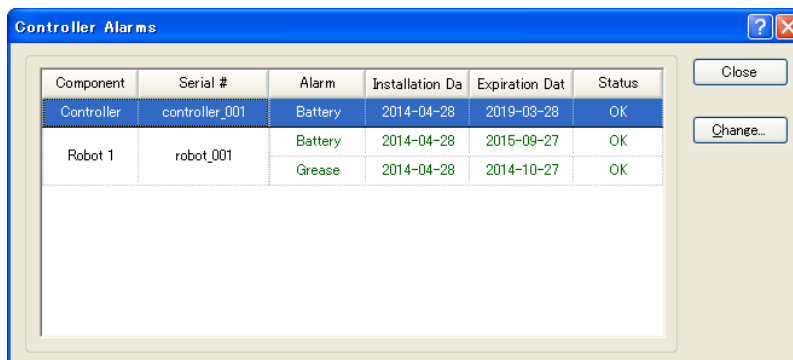 Controller Alarms
Component Serial # Alarm Installation Da Expiration Dat Status
Controller controller_001 Battery 2014-04-28 2019-03-28 OK
Robot 1 robot_001 Battery 2014-04-28 2015-09-27 OK
Grease 2014-04-28 2014-10-27 OK
Close
Change...